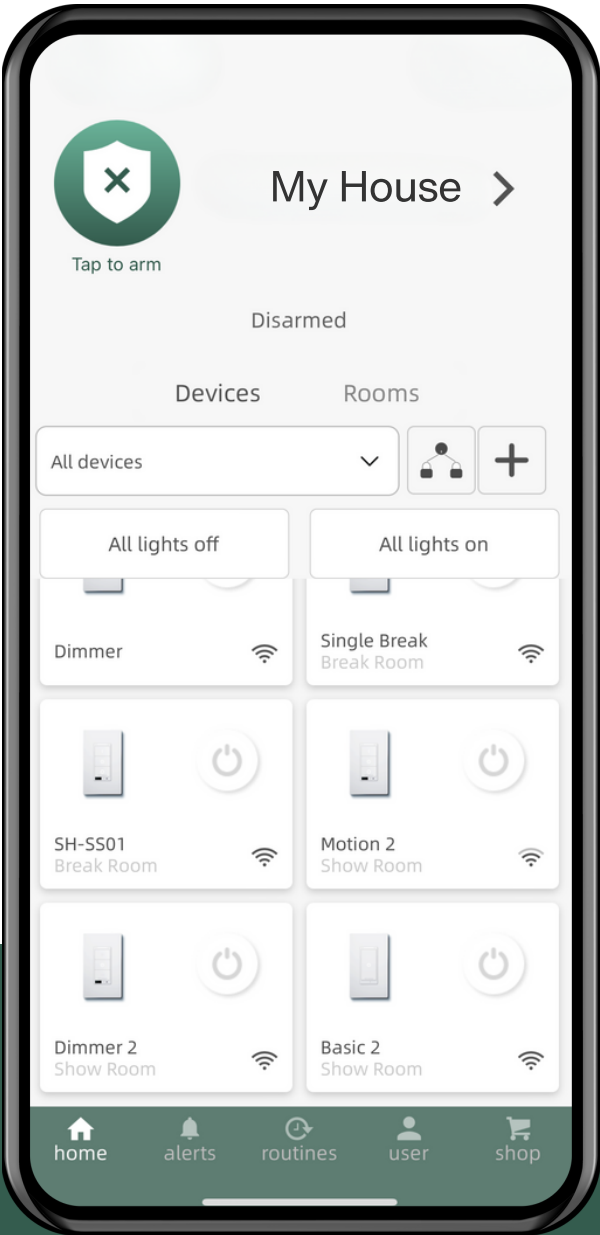 My House
Tap to arm
Disarmed
Devices Rooms
All devices
All lights off All lights on
Dimmer
Single Break
Break Room
SH-SS01
Break Room
Motion 2
Show Room
Dimmer 2
Show Room
Basic 2
Show Room
home alerts routines user shop